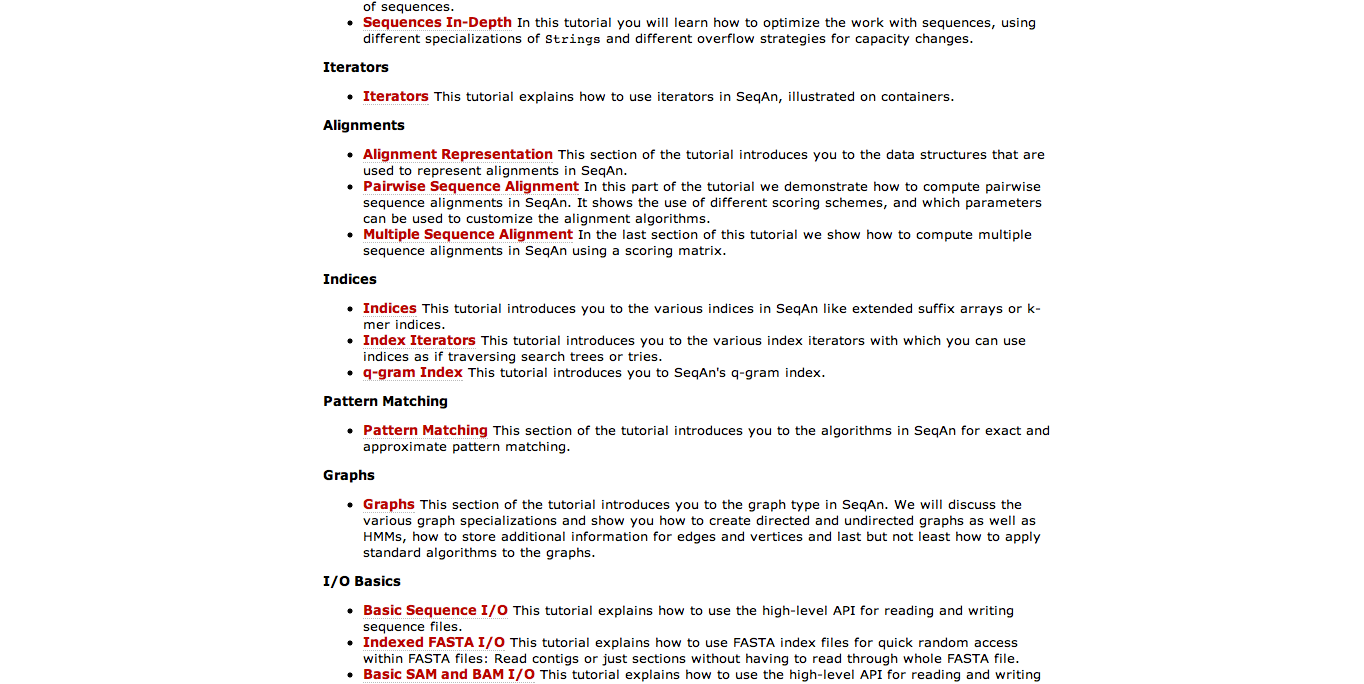 of sequences.
Sequences In-Depth In this tutorial you will learn how to optimize the work with sequences, using
different specializations of Strings and different overflow strategies for capacity changes.
Iterators
Iterators This tutorial explains how to use iterators in SeqAn, illustrated on containers.
Alignments
Alignment Representation This section of the tutorial introduces you to the data structures that are
used to represent alignments in SeqAn.
Pairwise Sequence Alignment In this part of the tutorial we demonstrate how to compute pairwise
sequence alignments in SeqAn. It shows the use of different scoring schemes, and which parameters
can be used to customize the alignment algorithms.
Multiple Sequence Alignment In the last section of this tutorial we show how to compute multiple
sequence alignments in SeqAn using a scoring matrix.
Indices
Indices This tutorial introduces you to the various indices in SeqAn like extended suffix arrays or k-
mer indices.
Index Iterators This tutorial introduces you to the various index iterators with which you can use
indices as if traversing search trees or tries.
q-gram Index This tutorial introduces you to SeqAn's q-gram index.
Pattern Matching
Pattern Matching This section of the tutorial introduces you to the algorithms in SeqAn for exact and
approximate pattern matching.
Graphs
Graphs This section of the tutorial introduces you to the graph type in SeqAn. We will discuss the
various graph specializations and show you how to create directed and undirected graphs as well as
HMMs, how to store additional information for edges and vertices and last but not least how to apply
standard algorithms to the graphs.
I/O Basics
Basic Sequence I/O This tutorial explains how to use the high-level API for reading and writing
sequence files.
Indexed FASTA I/O This tutorial explains how to use FASTA index files for quick random access
within FASTA files: Read contigs or just sections without having to read through whole FASTA file.
Basic SAM and BAM I/O This tutorial explains how to use the high-level API for reading and writing